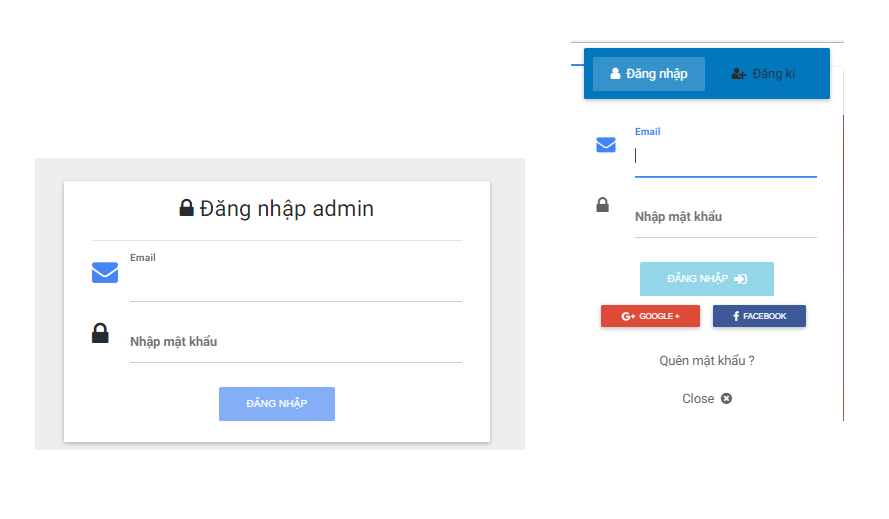 Đăng nhập admin
Email
Nhập mật khẩu
ĐĂNG NHẬP
Đăng nhập Đăng kí
Email
Nhập mật khẩu
ĐĂNG NHẬP
G+ GOOGLE + f FACEBOOK
Quên mật khẩu ?
Close